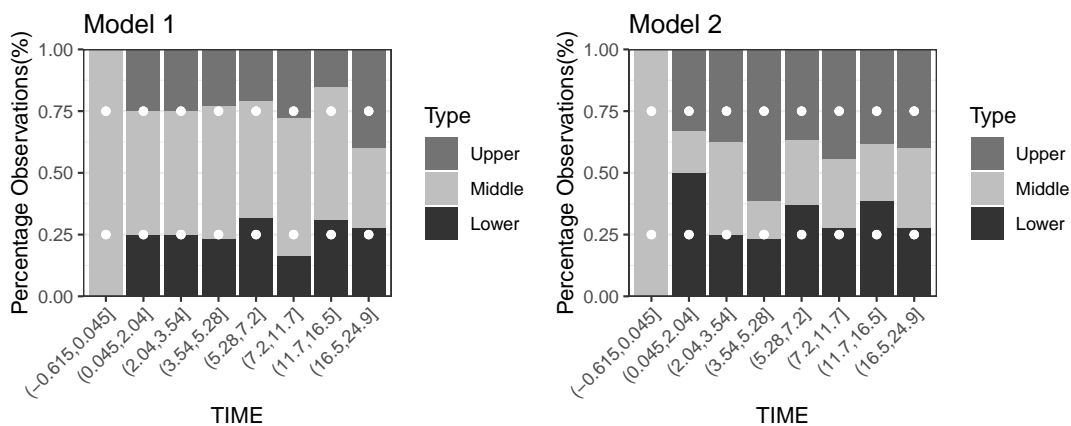 Model 1
Percentage Observations(%)
1.00
0.75
0.50
0.25
0.00
(−0.615,0.045]
(0.045,2.04]
(2.04,3.54]
(3.54,5.28]
(5.28,7.2]
(7.2,11.7]
(11.7,16.5]
(16.5,24.9]
TIME
Type
Upper
Middle
Lower
Model 2
Percentage Observations(%)
1.00
0.75
0.50
0.25
0.00
(−0.615,0.045]
(0.045,2.04]
(2.04,3.54]
(3.54,5.28]
(5.28,7.2]
(7.2,11.7]
(11.7,16.5]
(16.5,24.9]
TIME
Type
Upper
Middle
Lower